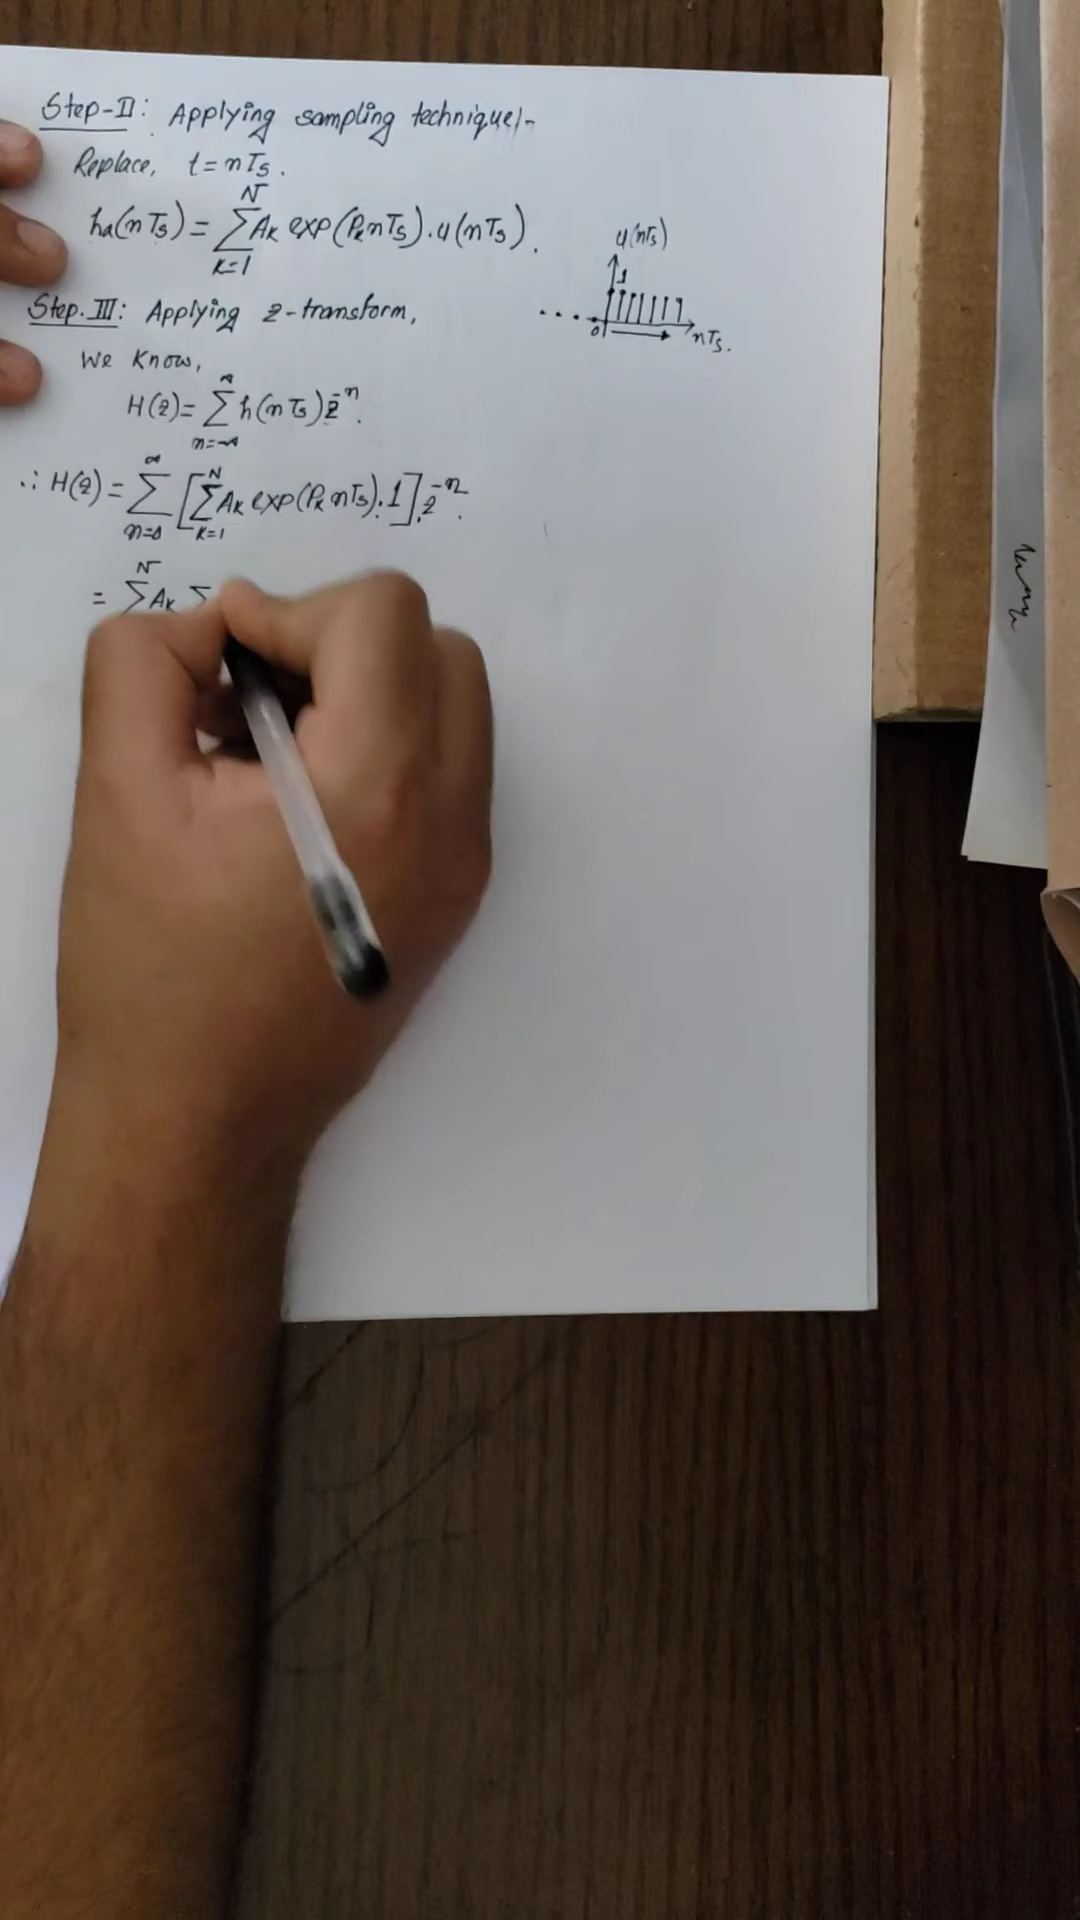 Step-II: Applying sampling technique/-
Replace, t = nTs.
ha(nTs) = N∑k=1 Ak exp(PknTs).u(nTs).
u(nTs)
1
0
nTs.
Step.III: Applying z-transform,
We Know,
H(z) = ∞∑n=-∞ h(nTs)z^-n.
∴ H(z) = ∞∑n=0 [N∑k=1 Ak exp(Pk nTs).1].z^-n.
= N∑ Ak ∑